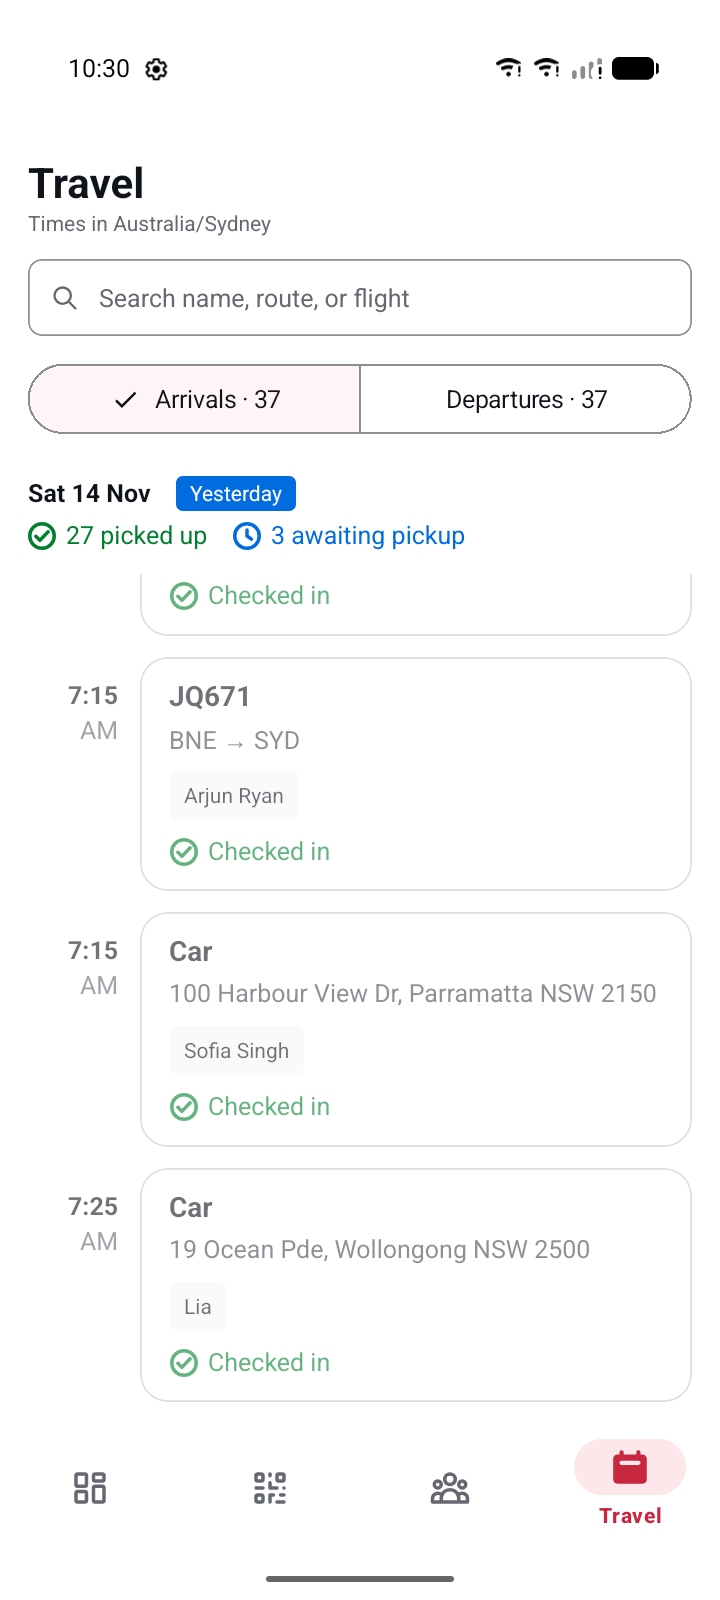 10:30
Travel
Times in Australia/Sydney
Search name, route, or flight
Arrivals · 37
Departures · 37
Sat 14 Nov
Yesterday
27 picked up
3 awaiting pickup
Checked in
7:15
AM
JQ671
BNE → SYD
Arjun Ryan
Checked in
7:15
AM
Car
100 Harbour View Dr, Parramatta NSW 2150
Sofia Singh
Checked in
7:25
AM
Car
19 Ocean Pde, Wollongong NSW 2500
Lia
Checked in
Travel